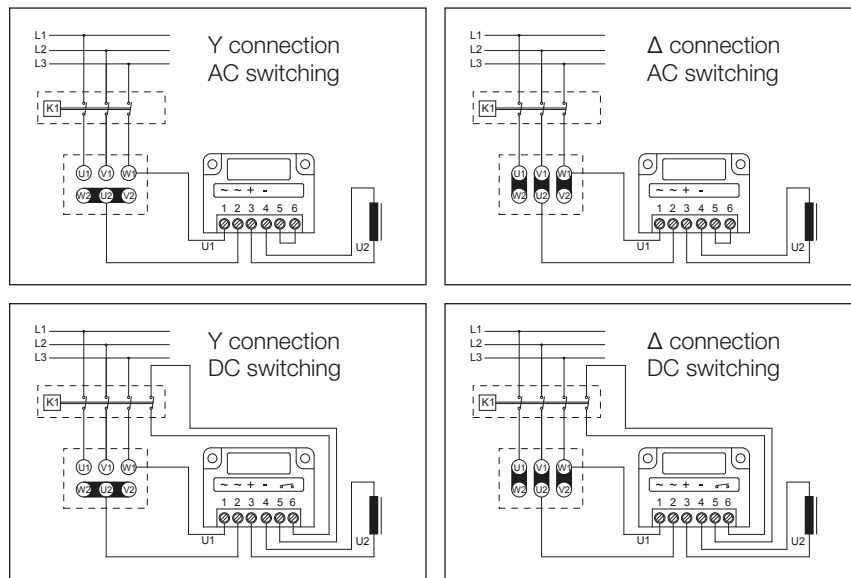 L1
L2
L3
K1
Y connection
AC switching
U1 V1 W1
W2 U2 V2
~ ~ + -
1 2 3 4 5 6
U1
U2
L1
L2
L3
K1
Δ connection
AC switching
U1 V1 W1
W2 U2 V2
~ ~ + -
1 2 3 4 5 6
U1
U2
L1
L2
L3
K1
Y connection
DC switching
U1 V1 W1
W2 U2 V2
~ ~ + -
1 2 3 4 5 6
U1
U2
L1
L2
L3
K1
Δ connection
DC switching
U1 V1 W1
W2 U2 V2
~ ~ + -
1 2 3 4 5 6
U1
U2